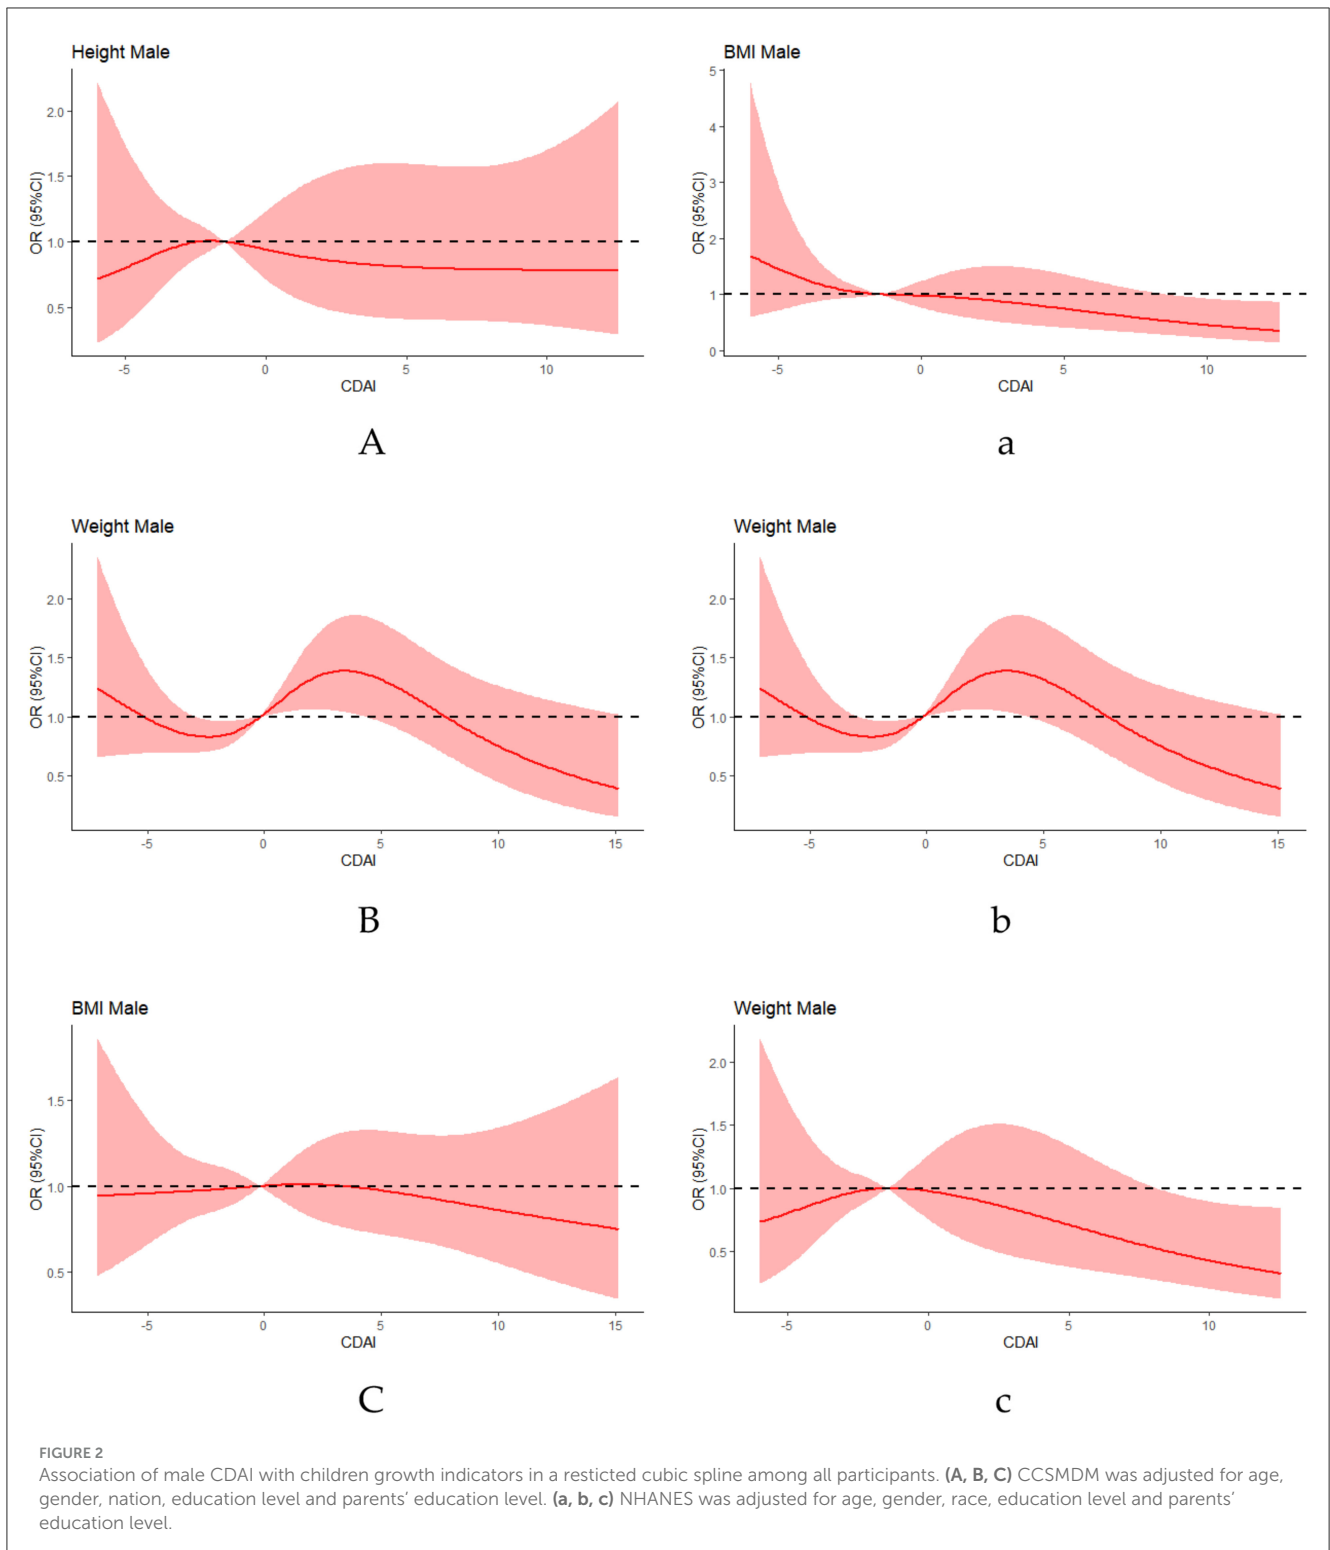 Height Male
2.0
1.5
1.0
0.5
OR (95%CI)
-5
0
5
10
CDAI
A
BMI Male
5
4
3
2
1
0
OR (95%CI)
-5
0
5
10
CDAI
a
Weight Male
2.0
1.5
1.0
0.5
OR (95%CI)
-5
0
5
10
15
CDAI
B
Weight Male
2.0
1.5
1.0
0.5
OR (95%CI)
-5
0
5
10
15
CDAI
b
BMI Male
1.5
1.0
0.5
OR (95%CI)
-5
0
5
10
15
CDAI
C
Weight Male
2.0
1.5
1.0
0.5
OR (95%CI)
-5
0
5
10
CDAI
c
FIGURE 2
Association of male CDAI with children growth indicators in a resticted cubic spline among all participants. (A, B, C) CCSMDM was adjusted for age,
gender, nation, education level and parents' education level. (a, b, c) NHANES was adjusted for age, gender, race, education level and parents'
education level.